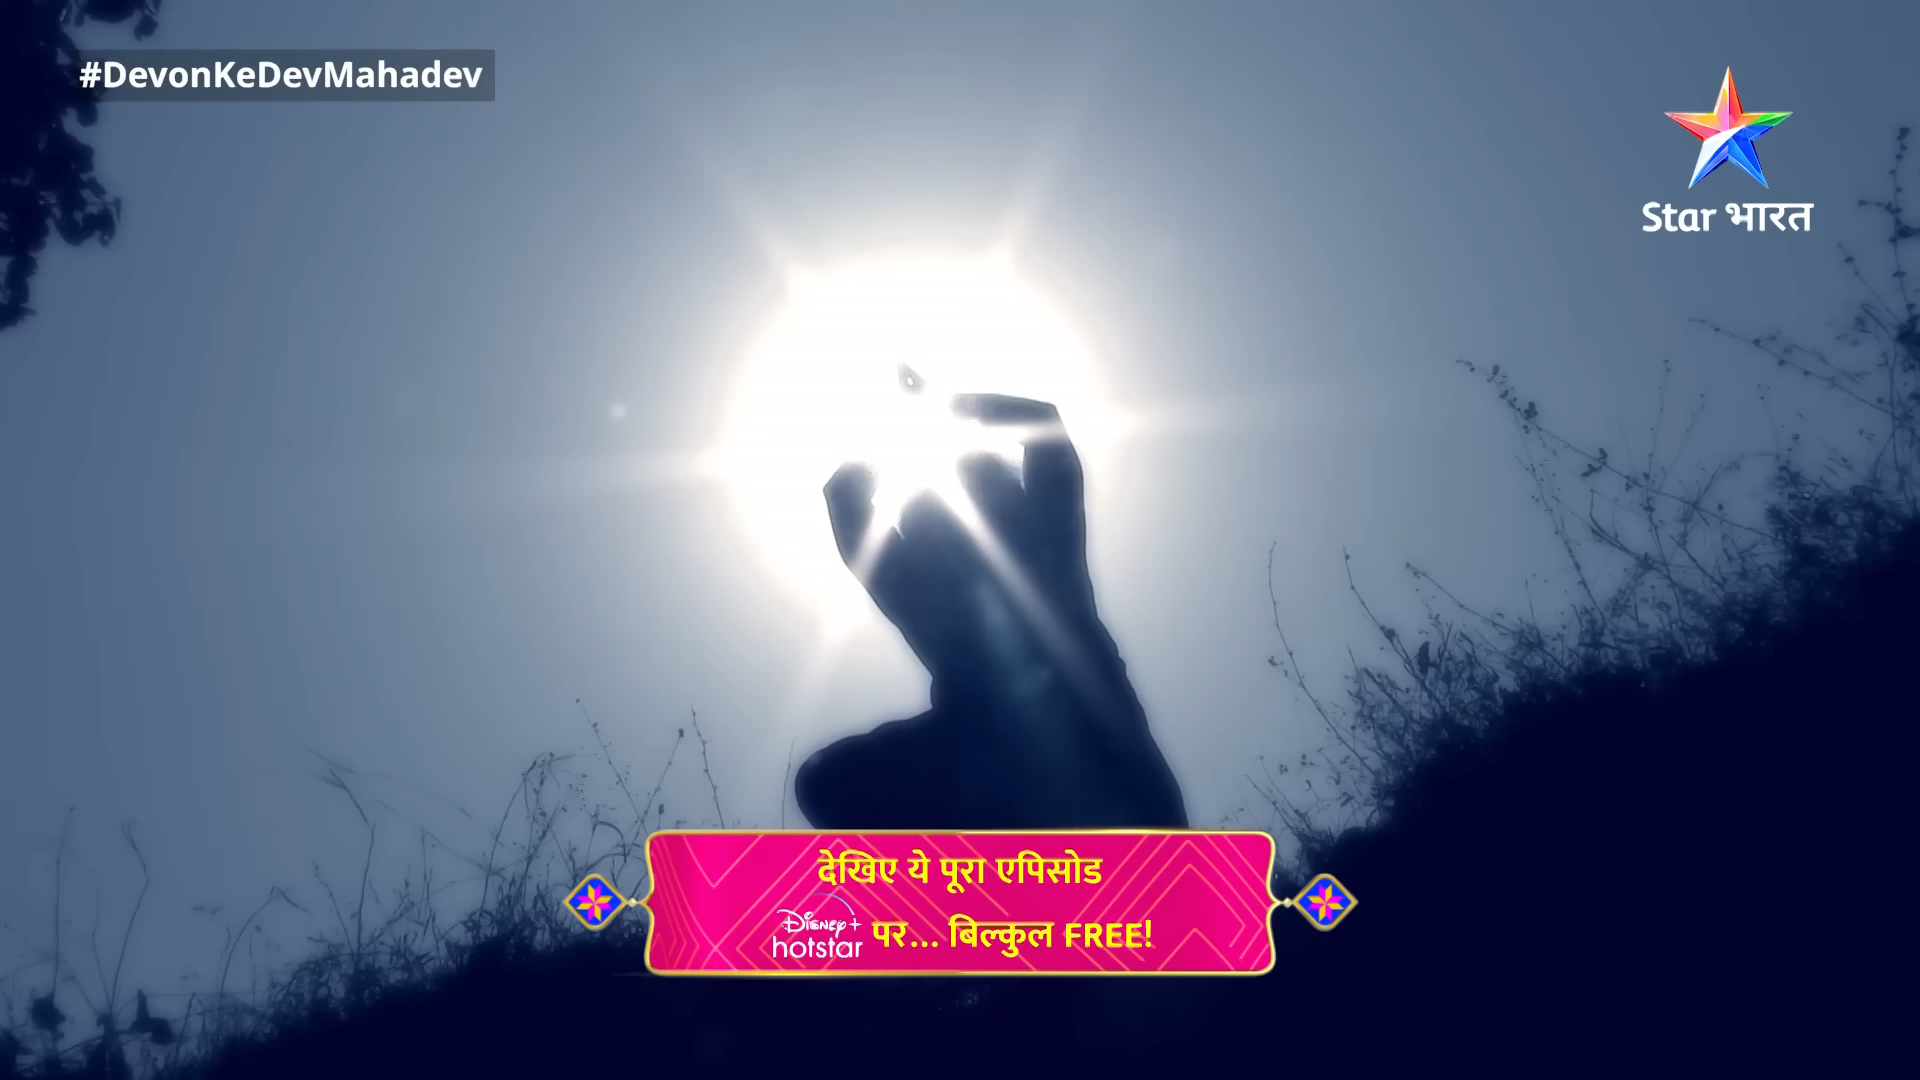 #DevonKeDevMahadev
Star भारत
देखिए ये पूरा एपिसोड
Disney+ hotstar पर... बिल्कुल FREE!